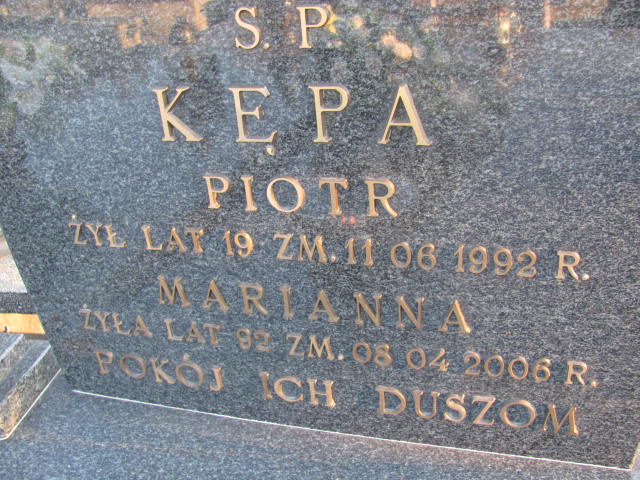 Ś.P.
KĘPA
PIOTR
ŻYŁ LAT 19 ZM. 11 06 1992 R.
MARIANNA
ŻYŁA LAT 92 ZM. 08 04 2006 R.
POKÓJ ICH DUSZOM